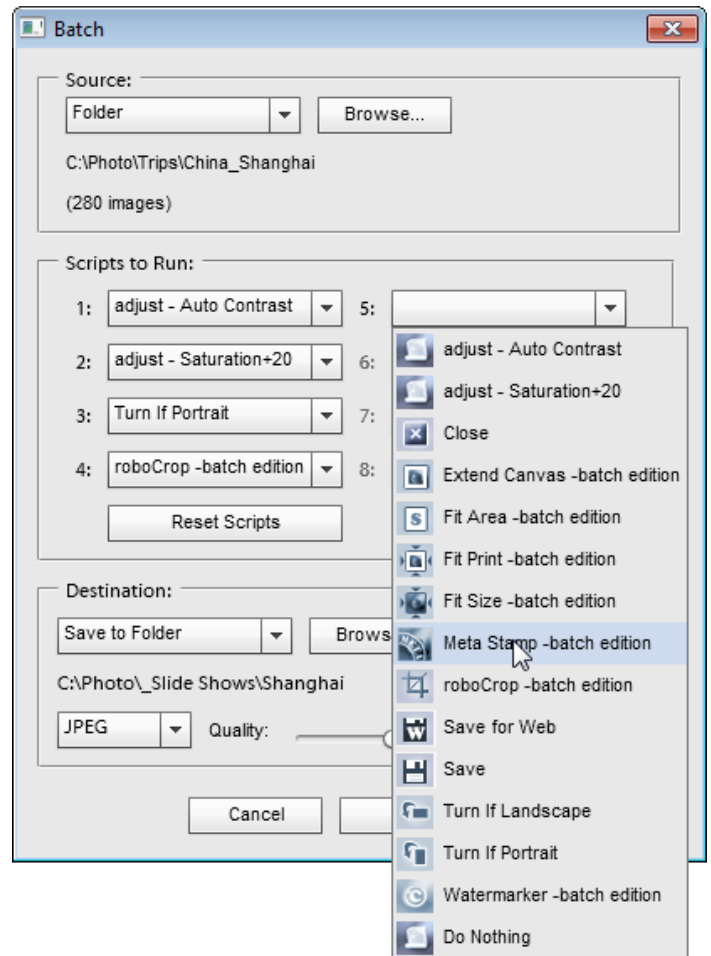 Batch
Source:
Folder
Browse...
C:\Photo\Trips\China_Shanghai
(280 images)
Scripts to Run:
1: adjust - Auto Contrast
2: adjust - Saturation+20
3: Turn If Portrait
4: roboCrop -batch edition
Reset Scripts
5:
6:
7:
8:
adjust - Auto Contrast
adjust - Saturation+20
Close
Extend Canvas -batch edition
Fit Area -batch edition
Fit Print -batch edition
Fit Size -batch edition
Meta Stamp -batch edition
roboCrop -batch edition
Save for Web
Save
Turn If Landscape
Turn If Portrait
Watermarker -batch edition
Do Nothing
Destination:
Save to Folder
Brows
C:\Photo\_Slide Shows\Shanghai
JPEG
Quality:
Cancel